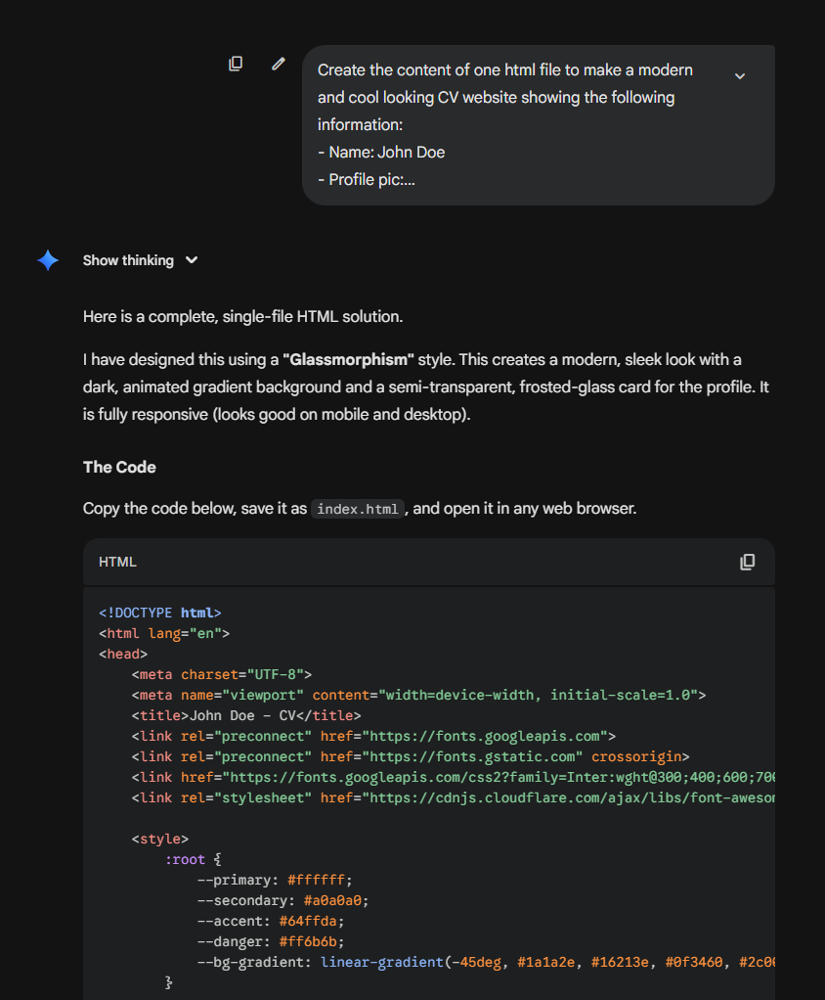 Create the content of one html file to make a modern
and cool looking CV website showing the following
information:
- Name: John Doe
- Profile pic:...
Show thinking
Here is a complete, single-file HTML solution.
I have designed this using a "Glassmorphism" style. This creates a modern, sleek look with a
dark, animated gradient background and a semi-transparent, frosted-glass card for the profile. It
is fully responsive (looks good on mobile and desktop).
The Code
Copy the code below, save it as index.html, and open it in any web browser.
HTML
<!DOCTYPE html>
<html lang="en">
<head>
    <meta charset="UTF-8">
    <meta name="viewport" content="width=device-width, initial-scale=1.0">
    <title>John Doe - CV</title>
    <link rel="preconnect" href="https://fonts.googleapis.com">
    <link rel="preconnect" href="https://fonts.gstatic.com" crossorigin>
    <link href="https://fonts.googleapis.com/css2?family=Inter:wght@300;400;600;700
    <link rel="stylesheet" href="https://cdnjs.cloudflare.com/ajax/libs/font-aweso
    <style>
        :root {
            --primary: #ffffff;
            --secondary: #a0a0a0;
            --accent: #64ffda;
            --danger: #ff6b6b;
            --bg-gradient: linear-gradient(-45deg, #1a1a2e, #16213e, #0f3460, #2c0
        }